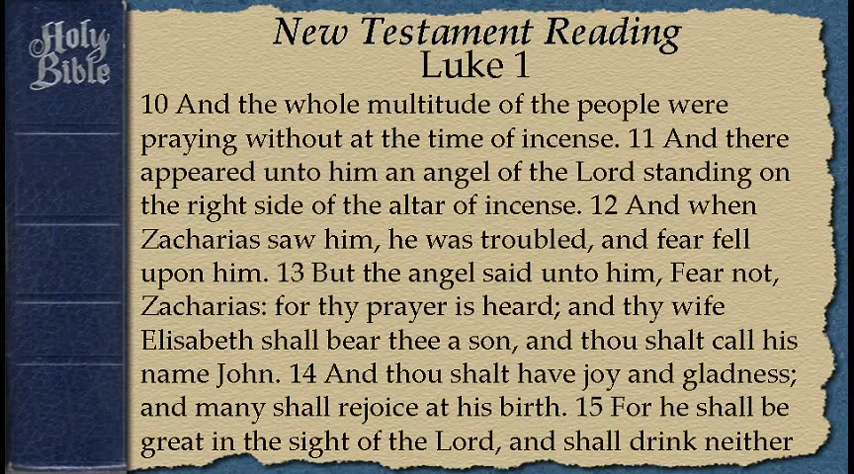 Holy
Bible
New Testament Reading
Luke 1
10 And the whole multitude of the people were
praying without at the time of incense. 11 And there
appeared unto him an angel of the Lord standing on
the right side of the altar of incense. 12 And when
Zacharias saw him, he was troubled, and fear fell
upon him. 13 But the angel said unto him, Fear not,
Zacharias: for thy prayer is heard; and thy wife
Elisabeth shall bear thee a son, and thou shalt call his
name John. 14 And thou shalt have joy and gladness;
and many shall rejoice at his birth. 15 For he shall be
great in the sight of the Lord, and shall drink neither